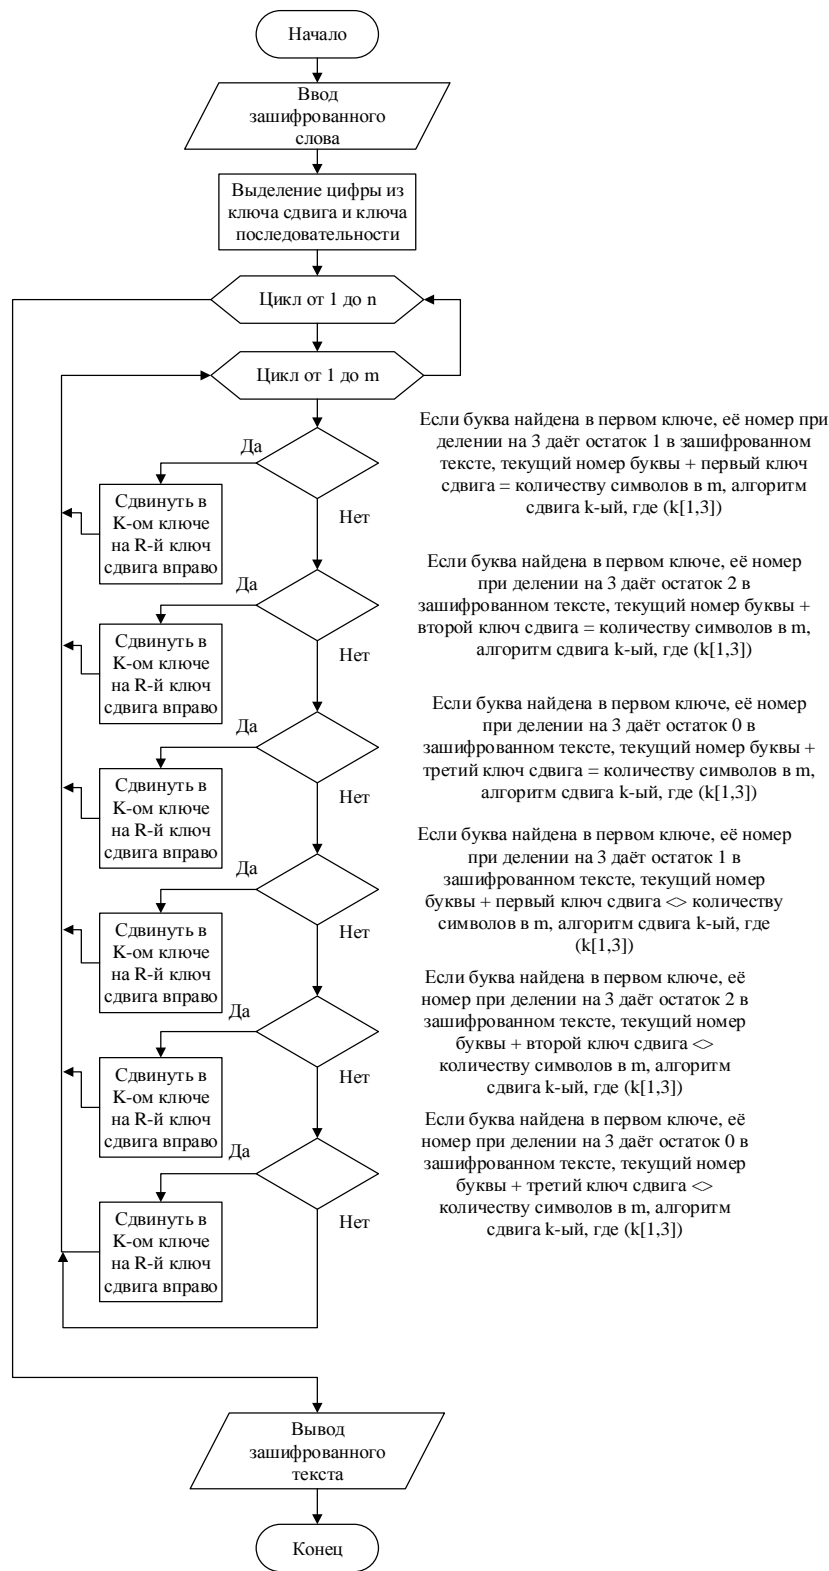 Начало
Ввод
зашифрованного
слова
Выделение цифры из
ключа сдвига и ключа
последовательности
Цикл от 1 до n
Цикл от 1 до m
Да
Нет
Сдвинуть в
K-ом ключе
на R-й ключ
сдвига вправо
Если буква найдена в первом ключе, её номер при
делении на 3 даёт остаток 1 в зашифрованном
тексте, текущий номер буквы + первый ключ
сдвига = количеству символов в m, алгоритм
сдвига k-ый, где (k[1,3])
Да
Нет
Сдвинуть в
K-ом ключе
на R-й ключ
сдвига вправо
Если буква найдена в первом ключе, её номер
при делении на 3 даёт остаток 2 в
зашифрованном тексте, текущий номер буквы +
второй ключ сдвига = количеству символов в m,
алгоритм сдвига k-ый, где (k[1,3])
Да
Нет
Сдвинуть в
K-ом ключе
на R-й ключ
сдвига вправо
Если буква найдена в первом ключе, её номер
при делении на 3 даёт остаток 0 в
зашифрованном тексте, текущий номер буквы +
третий ключ сдвига = количеству символов в m,
алгоритм сдвига k-ый, где (k[1,3])
Да
Нет
Сдвинуть в
K-ом ключе
на R-й ключ
сдвига вправо
Если буква найдена в первом ключе, её номер
при делении на 3 даёт остаток 1 в
зашифрованном тексте, текущий номер
буквы + первый ключ сдвига <> количеству
символов в m, алгоритм сдвига k-ый, где
(k[1,3])
Да
Нет
Сдвинуть в
K-ом ключе
на R-й ключ
сдвига вправо
Если буква найдена в первом ключе, её
номер при делении на 3 даёт остаток 2 в
зашифрованном тексте, текущий номер
буквы + второй ключ сдвига <>
количеству символов в m, алгоритм
сдвига k-ый, где (k[1,3])
Да
Нет
Сдвинуть в
K-ом ключе
на R-й ключ
сдвига вправо
Если буква найдена в первом ключе, её
номер при делении на 3 даёт остаток 0 в
зашифрованном тексте, текущий номер
буквы + третий ключ сдвига <>
количеству символов в m, алгоритм
сдвига k-ый, где (k[1,3])
Вывод
зашифрованного
текста
Конец